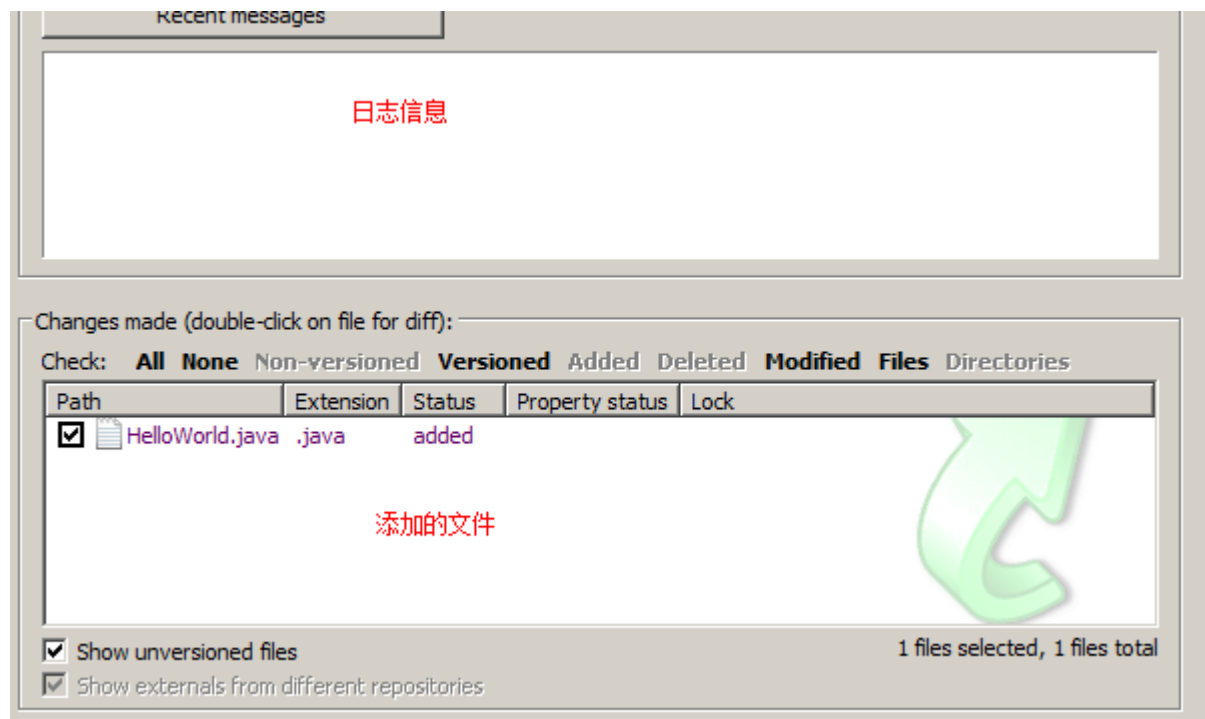 Recent messages
日志信息
Changes made (double-click on file for diff):
Check: All None Non-versioned Versioned Added Deleted Modified Files Directories
Path Extension Status Property status Lock
HelloWorld.java .java added
添加的文件
Show unversioned files 1 files selected, 1 files total
Show externals from different repositories